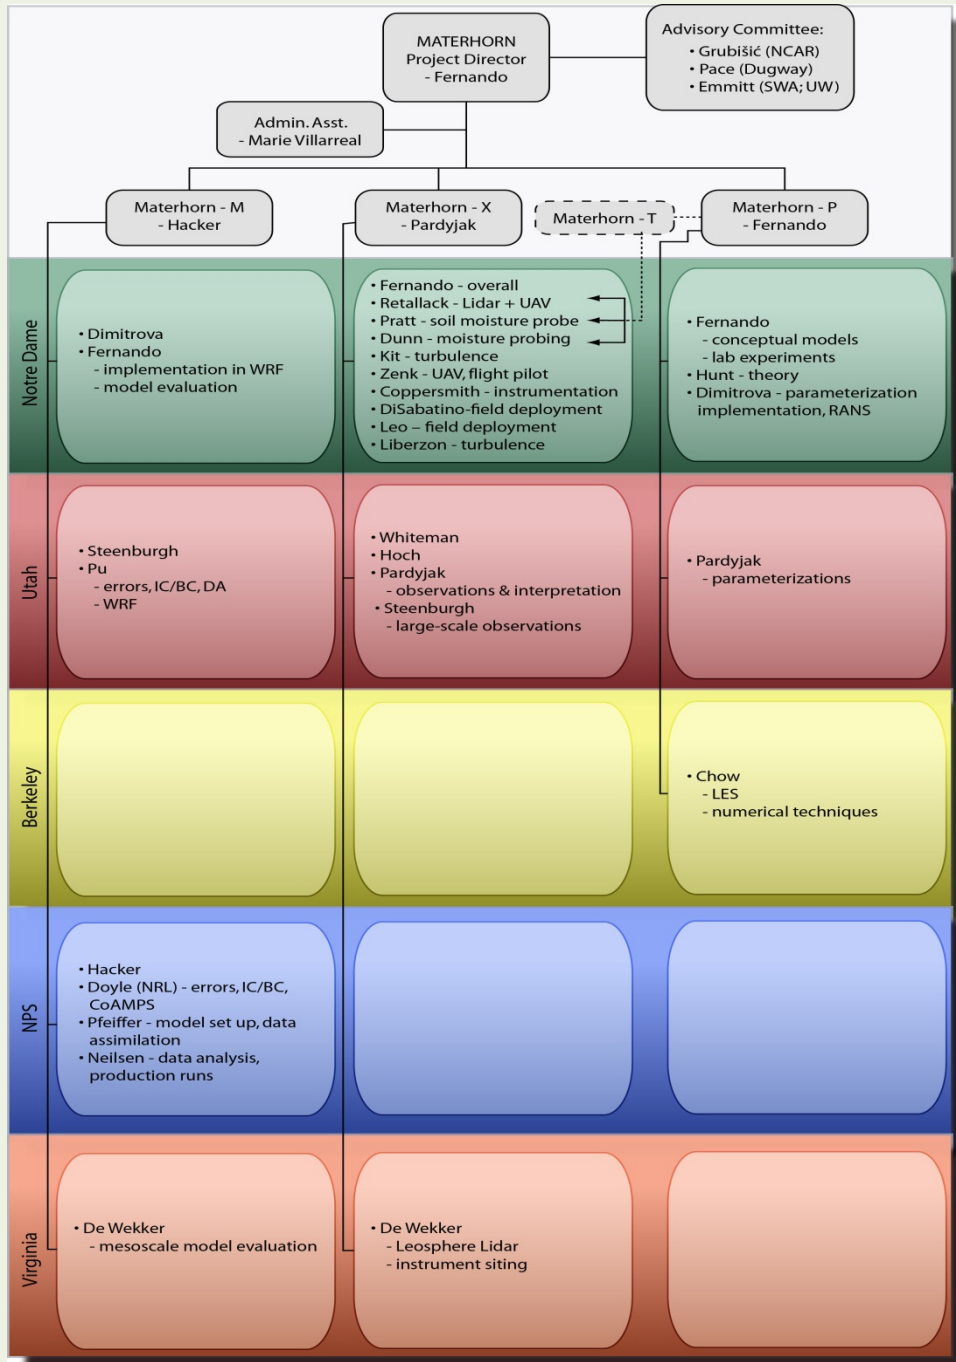 MATERHORN
Project Director
- Fernando
Advisory Committee:
• Grubišić (NCAR)
• Pace (Dugway)
• Emmitt (SWA; UW)
Admin. Asst.
- Marie Villarreal
Materhorn - M
- Hacker
Materhorn - X
- Pardyjak
Materhorn - T
Materhorn - P
- Fernando
Notre Dame
• Dimitrova
• Fernando
- implementation in WRF
- model evaluation
• Fernando - overall
• Retallack - Lidar + UAV
• Pratt - soil moisture probe
• Dunn - moisture probing
• Kit - turbulence
• Zenk - UAV, flight pilot
• Coppersmith - instrumentation
• DiSabatino-field deployment
• Leo – field deployment
• Liberzon - turbulence
• Fernando
- conceptual models
- lab experiments
• Hunt - theory
• Dimitrova - parameterization
implementation, RANS
Utah
• Steenburgh
• Pu
- errors, IC/BC, DA
- WRF
• Whiteman
• Hoch
• Pardyjak
- observations & interpretation
• Steenburgh
- large-scale observations
• Pardyjak
- parameterizations
Berkeley
• Chow
- LES
- numerical techniques
NPS
• Hacker
• Doyle (NRL) - errors, IC/BC,
CoAMPS
• Pfeiffer - model set up, data
assimilation
• Neilsen - data analysis,
production runs
Virginia
• De Wekker
- mesoscale model evaluation
• De Wekker
- Leosphere Lidar
- instrument siting